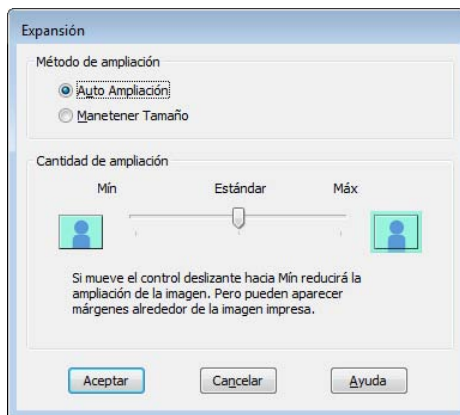 Expansión
Método de ampliación
Auto Ampliación
Manetener Tamaño
Cantidad de ampliación
Mín Estándar Máx
Si mueve el control deslizante hacia Mín reducirá la
ampliación de la imagen. Pero pueden aparecer
márgenes alrededor de la imagen impresa.
Aceptar Cancelar Ayuda